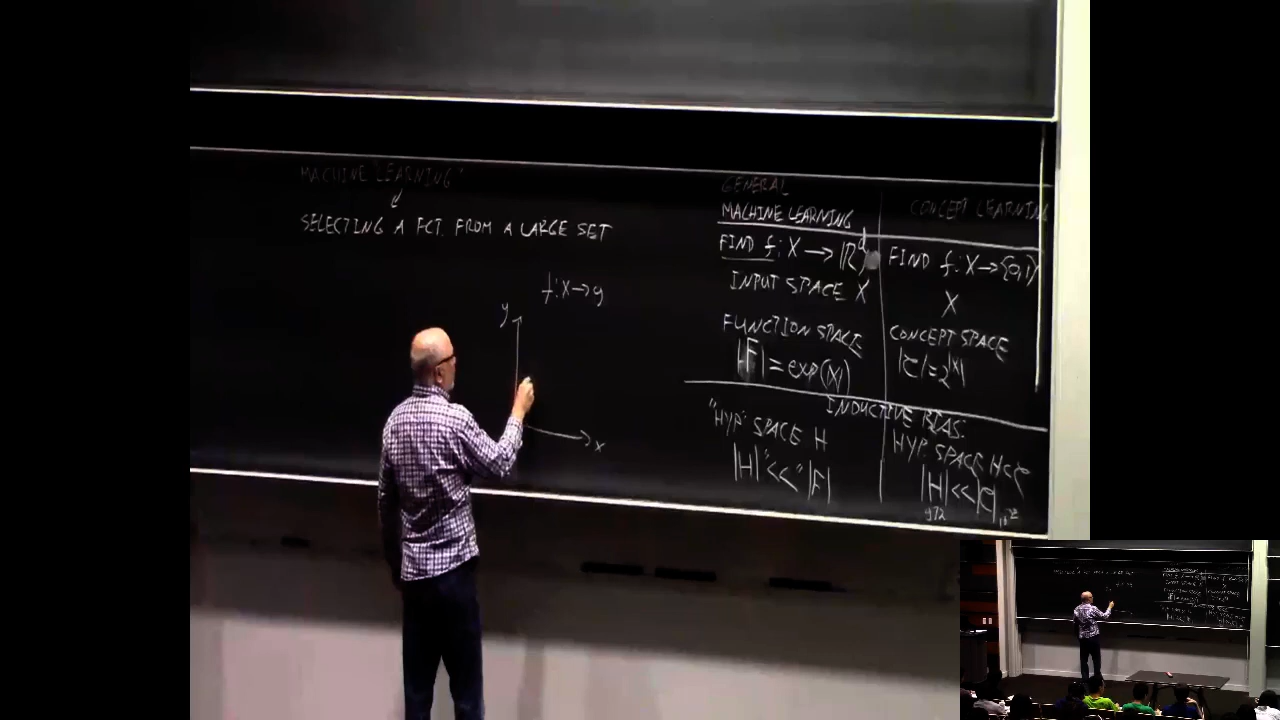 MACHINE LEARNING
SELECTING A FCT. FROM A LARGE SET
f: X → y
y
x
GENERAL
MACHINE LEARNING
FIND f: X → ℝ^d
INPUT SPACE X
FUNCTION SPACE
|F| = exp(|X|)
CONCEPT LEARNING
FIND f: X → {0,1}
X
CONCEPT SPACE
|C| = 2^|X|
INDUCTIVE BIAS
"HYP." SPACE H
|H| "<<" |F|
HYP. SPACE H⊂C
|H| << |C|
972